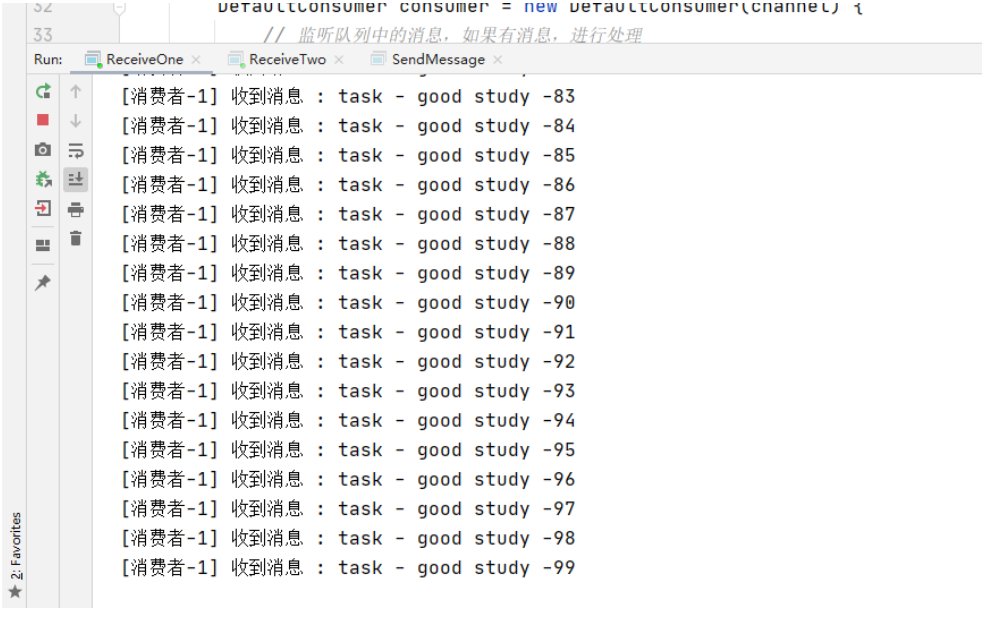 32 DefaultConsumer consumer = new DefaultConsumer(channel) {
33 // 监听队列中的消息，如果有消息，进行处理
Run: ReceiveOne × ReceiveTwo × SendMessage ×
[消费者-1] 收到消息 : task - good study -83
[消费者-1] 收到消息 : task - good study -84
[消费者-1] 收到消息 : task - good study -85
[消费者-1] 收到消息 : task - good study -86
[消费者-1] 收到消息 : task - good study -87
[消费者-1] 收到消息 : task - good study -88
[消费者-1] 收到消息 : task - good study -89
[消费者-1] 收到消息 : task - good study -90
[消费者-1] 收到消息 : task - good study -91
[消费者-1] 收到消息 : task - good study -92
[消费者-1] 收到消息 : task - good study -93
[消费者-1] 收到消息 : task - good study -94
[消费者-1] 收到消息 : task - good study -95
[消费者-1] 收到消息 : task - good study -96
[消费者-1] 收到消息 : task - good study -97
[消费者-1] 收到消息 : task - good study -98
[消费者-1] 收到消息 : task - good study -99
2: Favorites